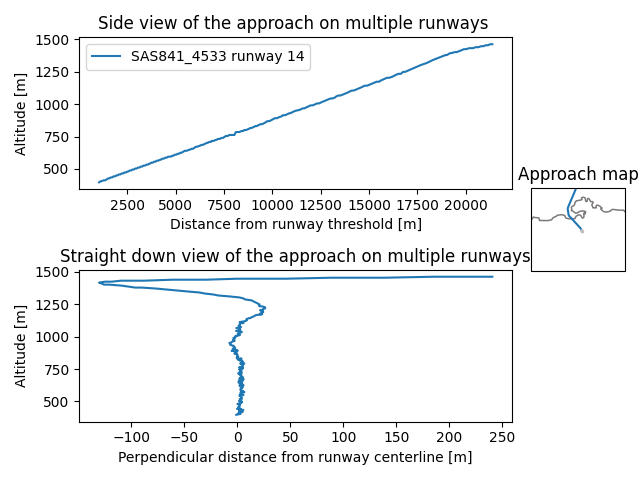 Side view of the approach on multiple runways
1500
1250
1000
750
500
Altitude [m]
SAS841_4533 runway 14
2500 5000 7500 10000 12500 15000 17500 20000
Distance from runway threshold [m]
Approach map
Straight down view of the approach on multiple runways
1500
1250
1000
750
500
Altitude [m]
−100 −50 0 50 100 150 200 250
Perpendicular distance from runway centerline [m]